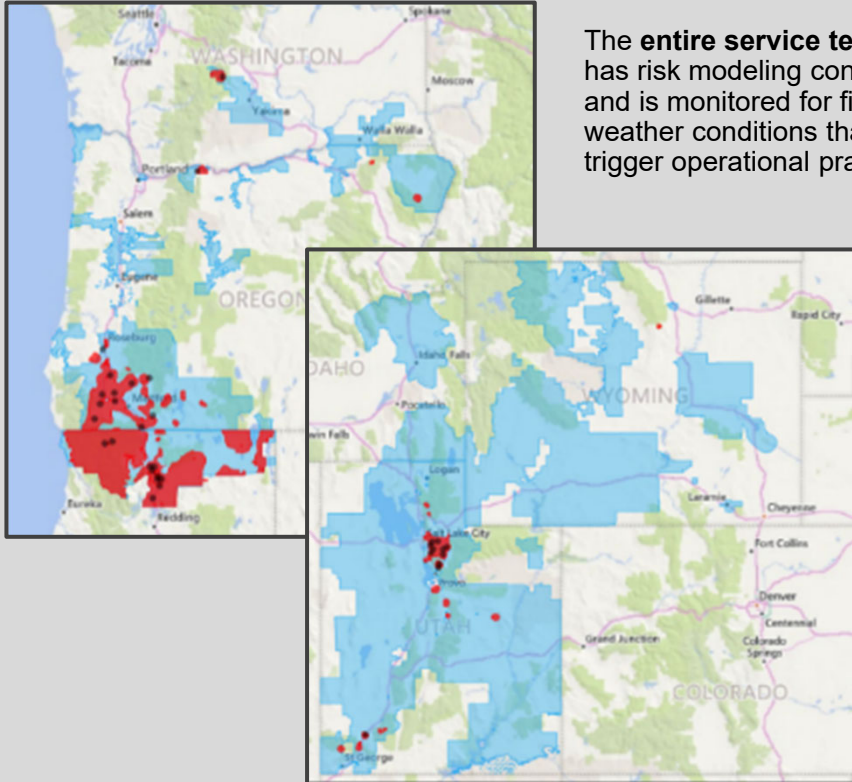 The entire service te
has risk modeling con
and is monitored for fi
weather conditions tha
trigger operational pra
Seattle
Spokane
Tacoma
WASHINGTON
Moscow
Yakima
Walla Walla
Portland
Salem
Eugene
OREGON
Roseburg
Medford
Eureka
Redding
Gillette
Rapid City
DAHO
Idaho Falls
WYOMING
Pocatello
win Falls
Logan
Laramie
Cheyenne
Salt Lake City
Fort Collins
Provo
Denver
Centennial
UTAH
Grand Junction
Colorado
Springs
COLORADO
St George